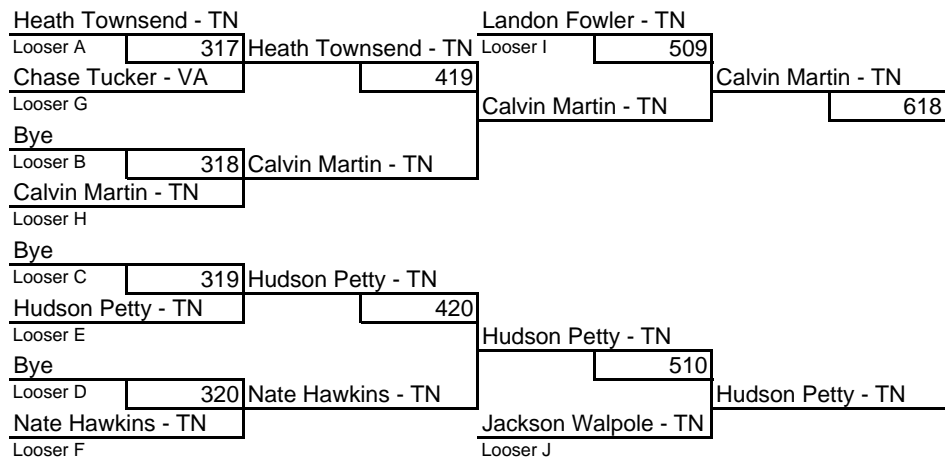 Heath Townsend - TN
Landon Fowler - TN
Looser A
317
Heath Townsend - TN
Looser I
509
Chase Tucker - VA
419
Calvin Martin - TN
Looser G
Calvin Martin - TN
618
Bye
Looser B
318
Calvin Martin - TN
Calvin Martin - TN
Looser H
Bye
Looser C
319
Hudson Petty - TN
Hudson Petty - TN
420
Looser E
Hudson Petty - TN
Bye
510
Looser D
320
Nate Hawkins - TN
Hudson Petty - TN
Nate Hawkins - TN
Jackson Walpole - TN
Looser F
Looser J